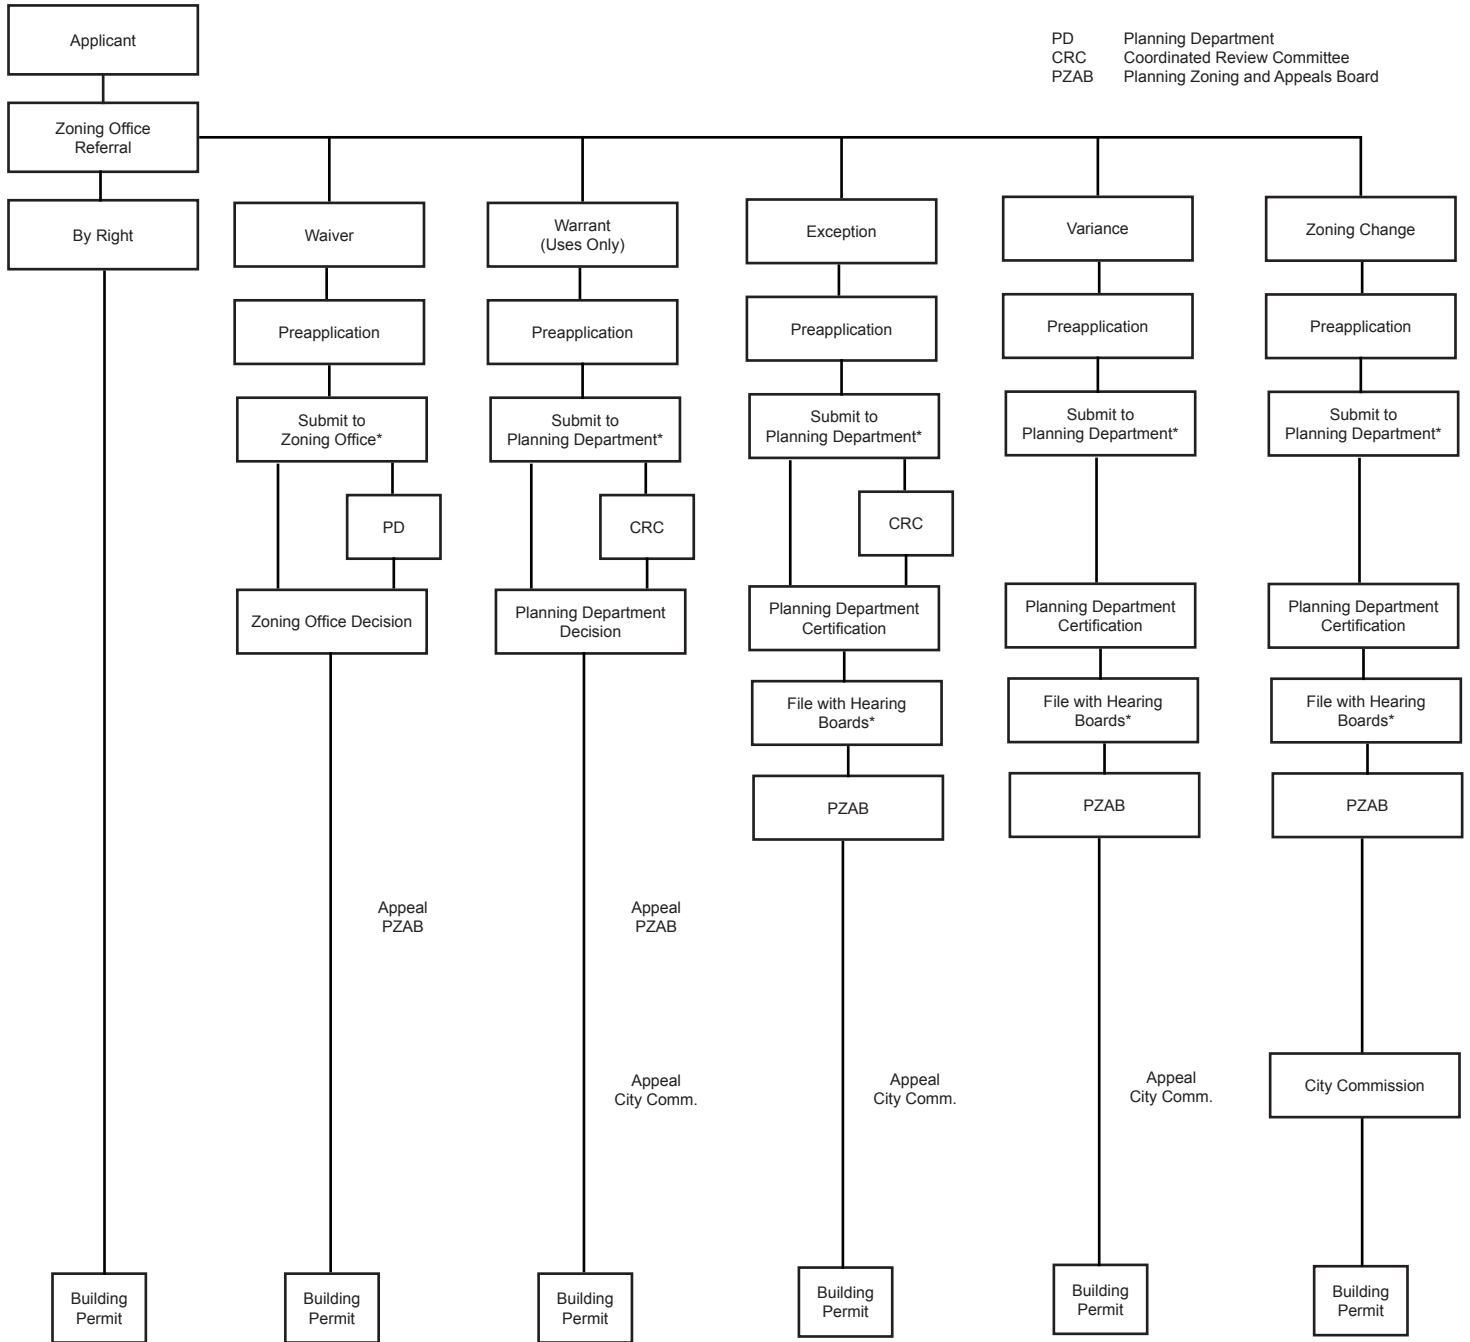 Applicant
PD Planning Department
CRC Coordinated Review Committee
PZAB Planning Zoning and Appeals Board
Zoning Office
Referral
By Right
Waiver
Warrant
(Uses Only)
Exception
Variance
Zoning Change
Preapplication
Preapplication
Preapplication
Preapplication
Preapplication
Submit to
Zoning Office*
Submit to
Planning Department*
Submit to
Planning Department*
Submit to
Planning Department*
Submit to
Planning Department*
PD
CRC
CRC
Zoning Office Decision
Planning Department
Decision
Planning Department
Certification
Planning Department
Certification
Planning Department
Certification
File with Hearing
Boards*
File with Hearing
Boards*
File with Hearing
Boards*
PZAB
PZAB
PZAB
Appeal
PZAB
Appeal
PZAB
Appeal
City Comm.
Appeal
City Comm.
Appeal
City Comm.
City Commission
Building
Permit
Building
Permit
Building
Permit
Building
Permit
Building
Permit
Building
Permit